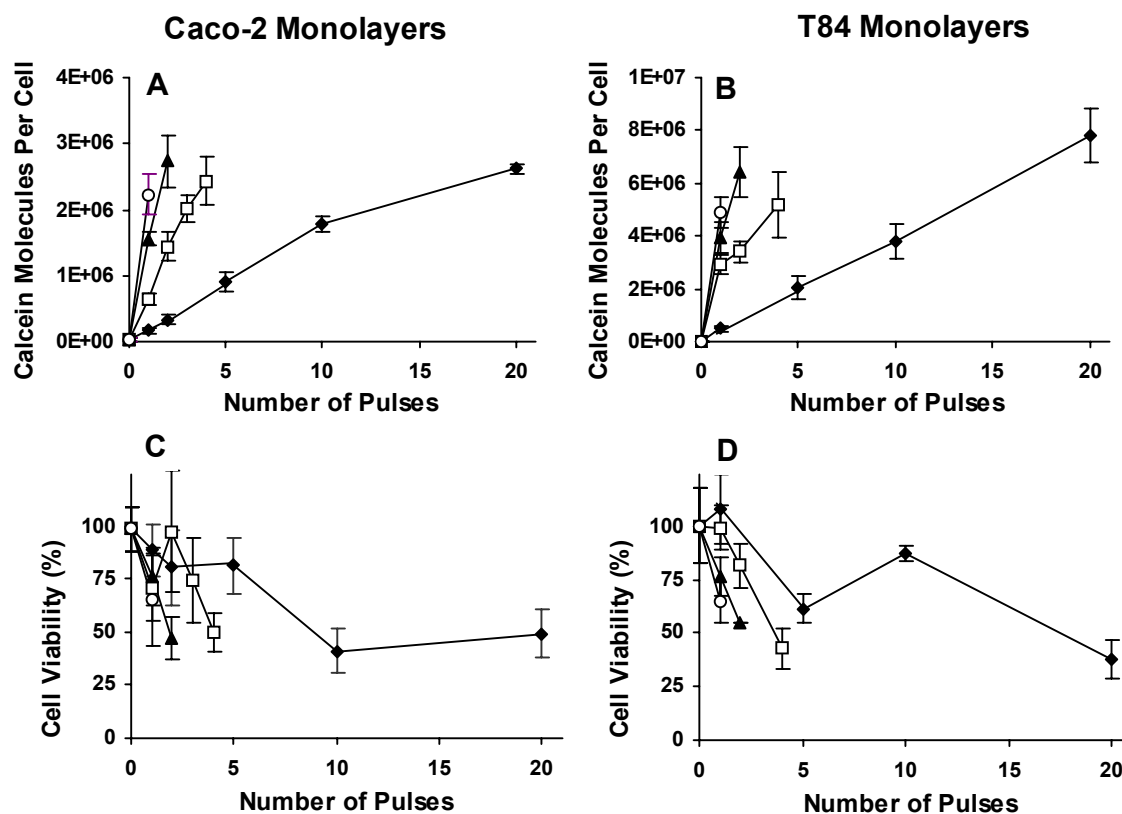 Caco-2 Monolayers
T84 Monolayers
A
Calcein Molecules Per Cell
4E+06
3E+06
2E+06
1E+06
0E+00
0
5
10
15
20
Number of Pulses
B
Calcein Molecules Per Cell
1E+07
8E+06
6E+06
4E+06
2E+06
0E+00
0
5
10
15
20
Number of Pulses
C
Cell Viability (%)
100
75
50
25
0
0
5
10
15
20
Number of Pulses
D
Cell Viability (%)
100
75
50
25
0
0
5
10
15
20
Number of Pulses